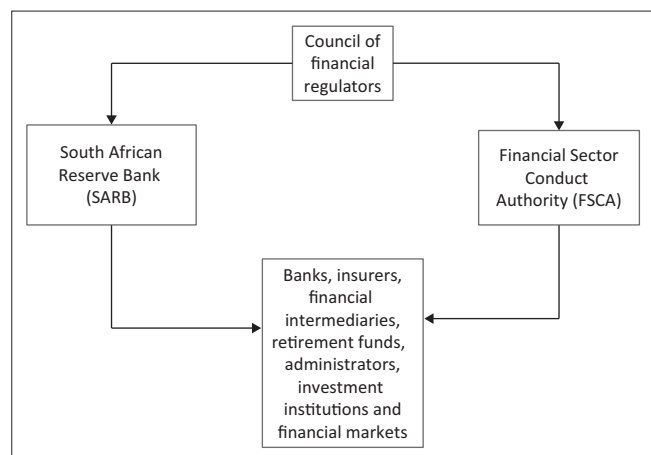 Council of
financial
regulators
South African
Reserve Bank
(SARB)
Financial Sector
Conduct
Authority (FSCA)
Banks, insurers,
financial
intermediaries,
retirement funds,
administrators,
investment
institutions and
financial markets